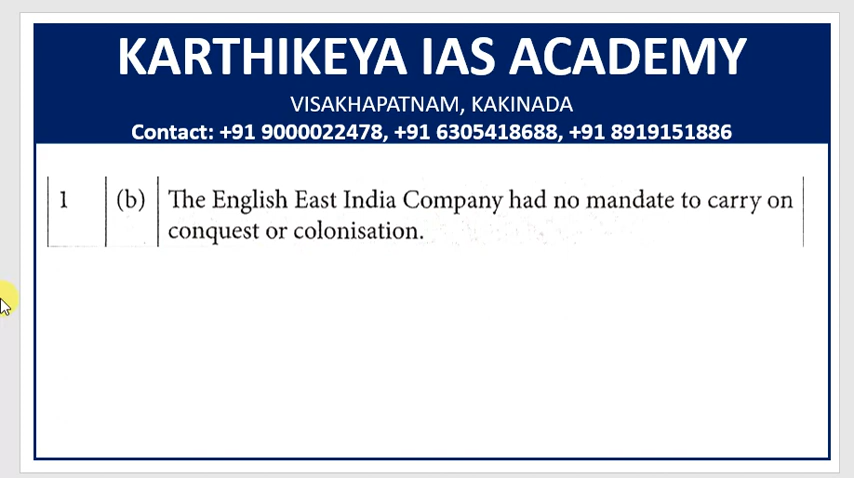 KARTHIKEYA IAS ACADEMY
VISAKHAPATNAM, KAKINADA
Contact: +91 9000022478, +91 6305418688, +91 8919151886
1 (b) The English East India Company had no mandate to carry on
conquest or colonisation.